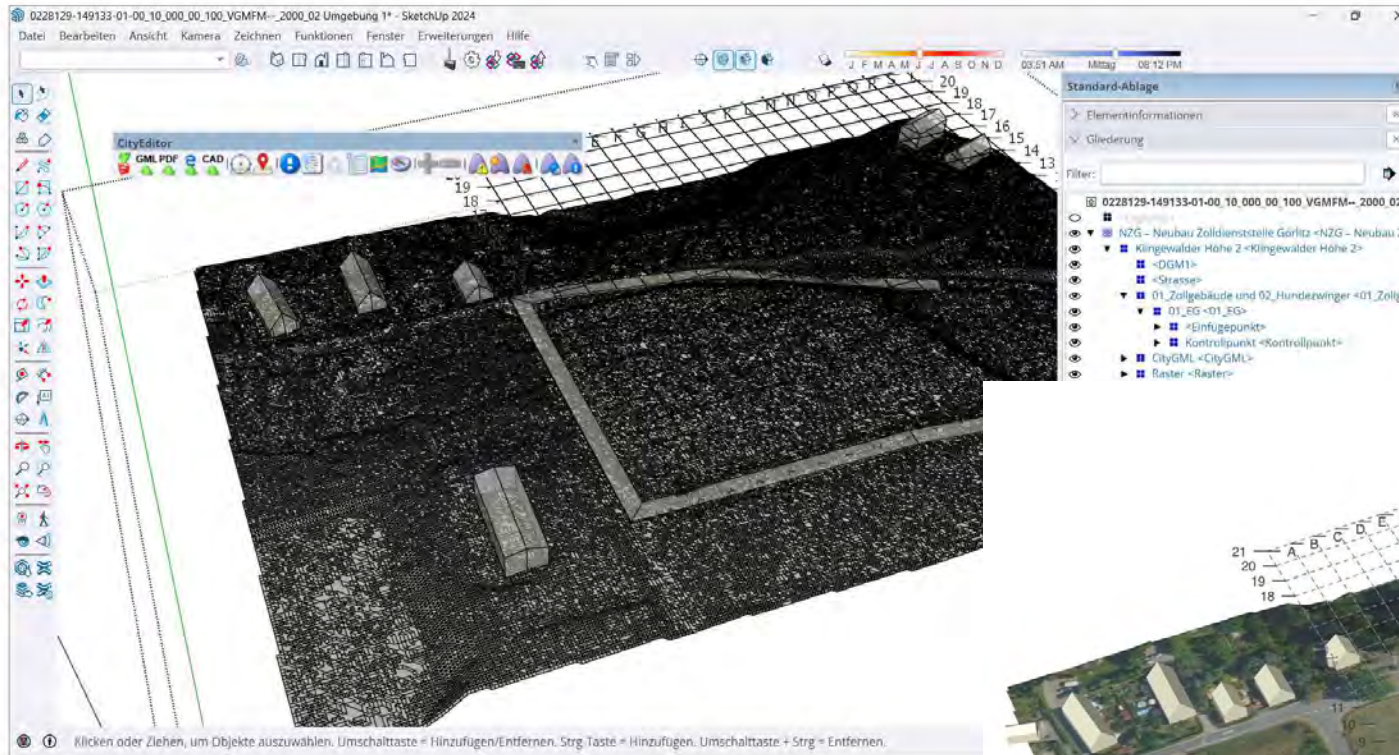 0228129-149133-01-00_10_000_00_100_VGMFM--_2000_02 Umgebung 1* - SketchUp 2024
Datei Bearbeiten Ansicht Kamera Zeichnen Funktionen Fenster Erweiterungen Hilfe
J F M A M J J A S O N D
03:51 AM Mittag 08:12 PM
Standard-Ablage
Elementinformationen
Gliederung
Filter:
0228129-149133-01-00_10_000_00_100_VGMFM--_2000_02
NZG – Neubau Zolldienststelle Görlitz <NZG – Neubau
Klingewalder Höhe 2 <Klingewalder Höhe 2>
<DGM1>
<Strasse>
01_Zollgebäude und 02_Hundezwinger <01_Zollg
01_EG <01_EG>
<Einfügepunkt>
Kontrollpunkt <Kontrollpunkt>
CityGML <CityGML>
Raster <Raster>
CityEditor
GML PDF CAD
20
19
18
17
16
15
14
13
19
18
21
20
19
18
A B C D E
11
10
9
Klicken oder Ziehen, um Objekte auszuwählen. Umschalttaste = Hinzufügen/Entfernen. Strg Taste = Hinzufügen. Umschalttaste + Strg = Entfernen.